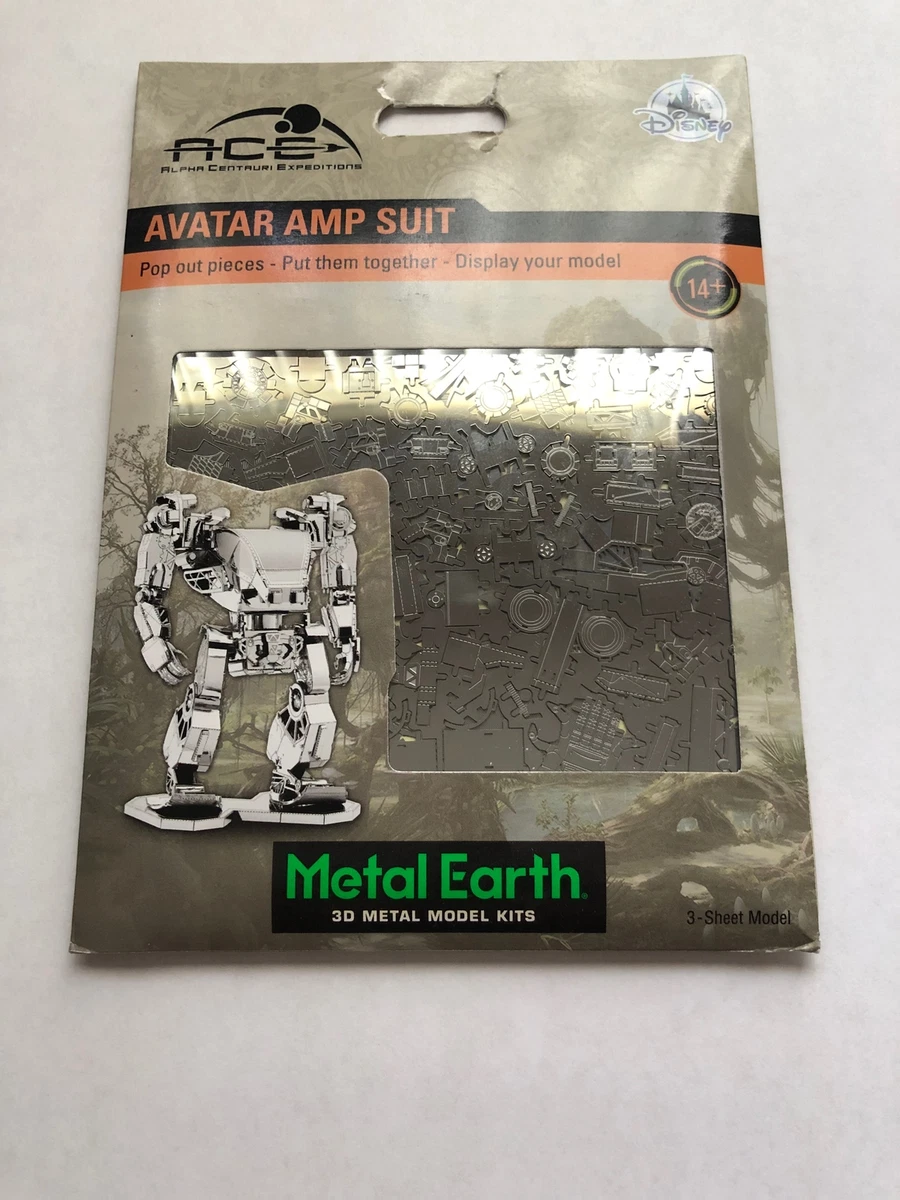 ACE
ALPHA CENTAURI EXPEDITIONS
Disney
AVATAR AMP SUIT
Pop out pieces - Put them together - Display your model
14+
Metal Earth®
3D METAL MODEL KITS
3-Sheet Model